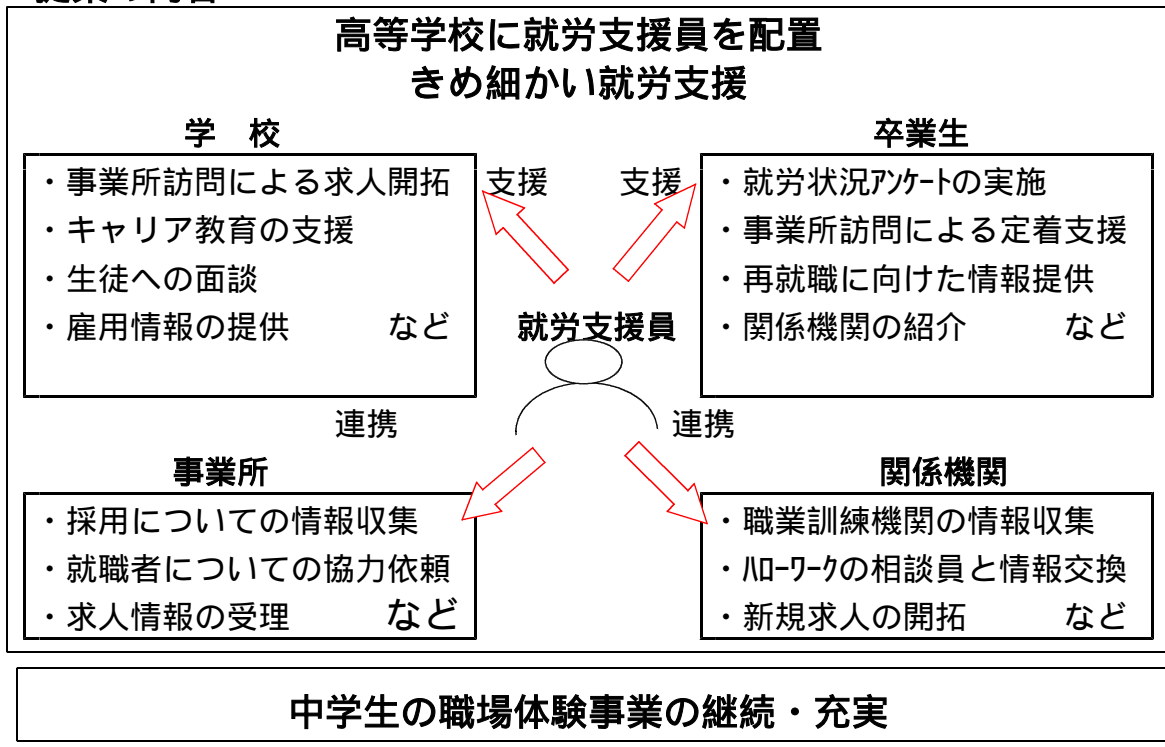 高等学校に就労支援員を配置
きめ細かい就労支援
学　校
・事業所訪問による求人開拓
・キャリア教育の支援
・生徒への面談
・雇用情報の提供　　　など
支援
支援
卒業生
・就労状況ｱﾝｹｰﾄの実施
・事業所訪問による定着支援
・再就職に向けた情報提供
・関係機関の紹介　　　など
就労支援員
連携
連携
事業所
・採用についての情報収集
・就職者についての協力依頼
・求人情報の受理　　　など
関係機関
・職業訓練機関の情報収集
・ﾊﾛｰﾜｰｸの相談員と情報交換
・新規求人の開拓　　　など
中学生の職場体験事業の継続・充実